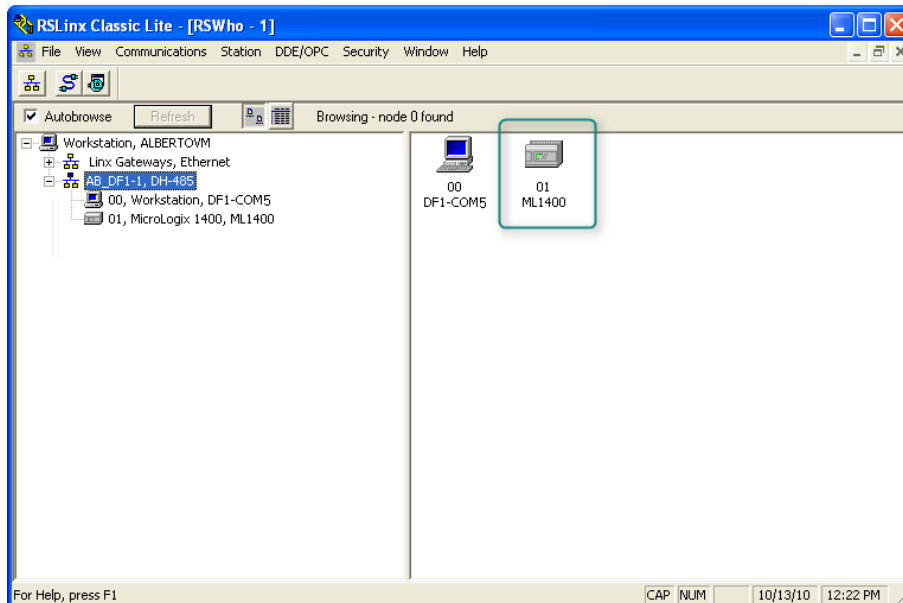 RSLinx Classic Lite - [RSWho - 1]
File View Communications Station DDE/OPC Security Window Help
Autobrowse Refresh Browsing - node 0 found
Workstation, ALBERTOVM
Linx Gateways, Ethernet
AB_DF1-1, DH-485
00, Workstation, DF1-COM5
01, MicroLogix 1400, ML1400
00
DF1-COM5
01
ML1400
For Help, press F1 CAP NUM 10/13/10 12:22 PM